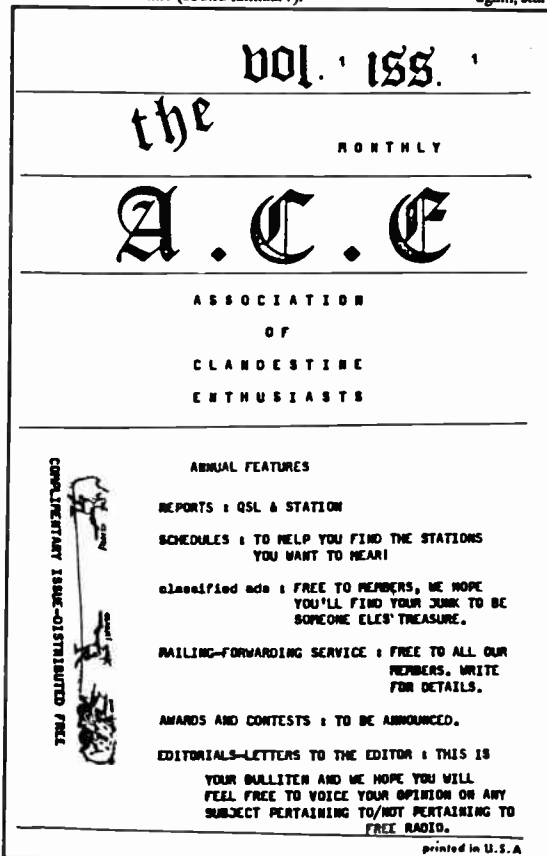 again,
vol. 1 iss. 1
the
MONTHLY
A.C.E
ASSOCIATION
OF
CLANDESTINE
ENTHUSIASTS
COMPLIMENTARY ISSUE-DISTRIBUTED FREE
ANNUAL FEATURES
REPORTS : QSL & STATION
SCHEDULES : TO HELP YOU FIND THE STATIONS
YOU WANT TO HEAR!
classified ads : FREE TO MEMBERS, WE HOPE
YOU'LL FIND YOUR JUNK TO BE
SOMEONE ELES' TREASURE.
MAILING-FORWARDING SERVICE : FREE TO ALL OUR
MEMBERS. WRITE
FOR DETAILS.
AWARDS AND CONTESTS : TO BE ANNOUNCED.
EDITORIALS-LETTERS TO THE EDITOR : THIS IS
YOUR BULLITEN AND WE HOPE YOU WILL
FEEL FREE TO VOICE YOUR OPINION ON ANY
SUBJECT PERTAINING TO/NOT PERTAINING TO
FREE RADIO.
printed in U.S.A